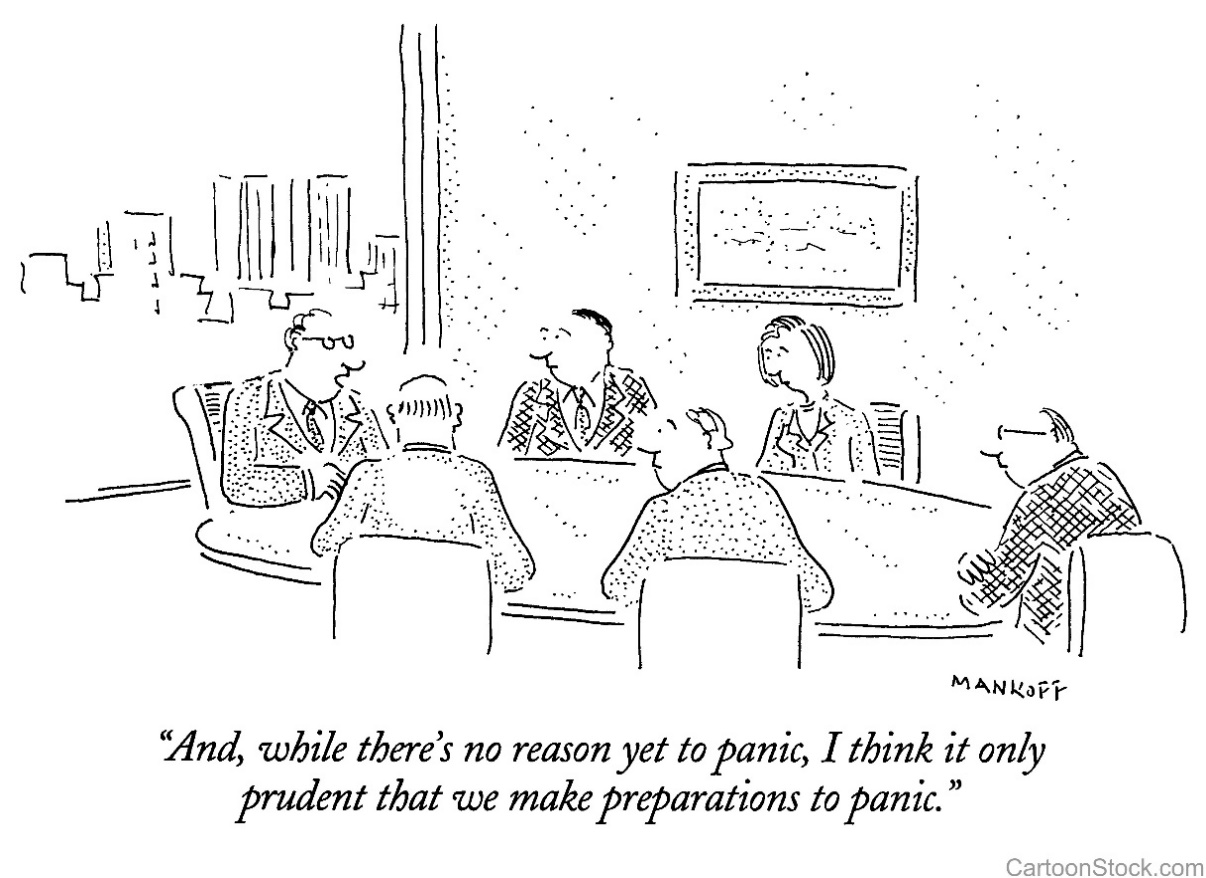 MANKOFF
“And, while there’s no reason yet to panic, I think it only
prudent that we make preparations to panic.”
CartoonStock.com